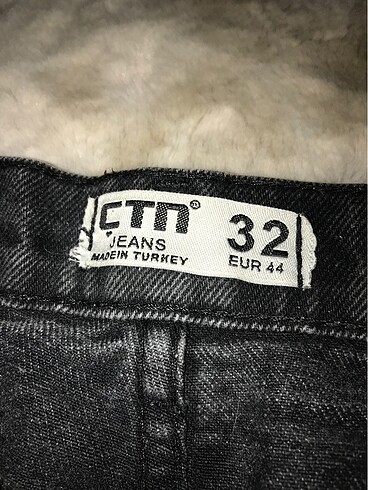 CTN®
JEANS
MADE IN TURKEY
32
EUR 44